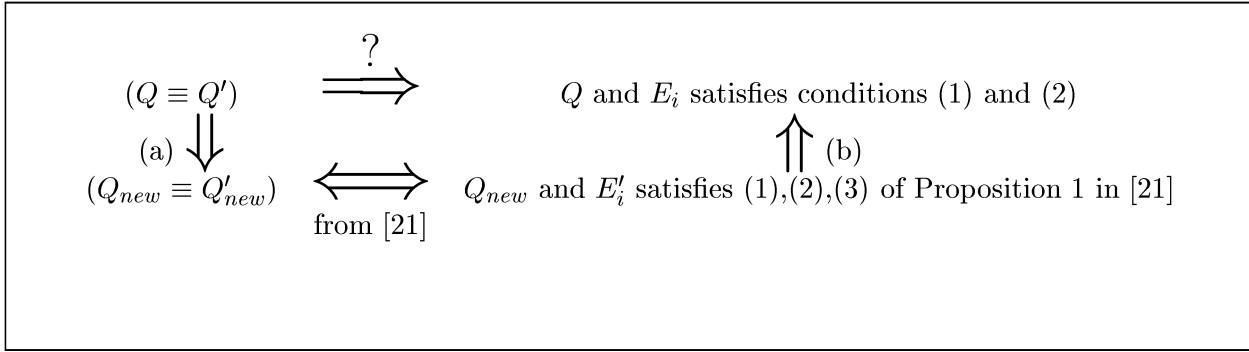 ?
(Q ≡ Q′) ⟹ Q and E_i satisfies conditions (1) and (2)
(a) ⇓ ⇑ (b)
(Q_new ≡ Q′_new) ⟺ Q_new and E′_i satisfies (1),(2),(3) of Proposition 1 in [21]
from [21]